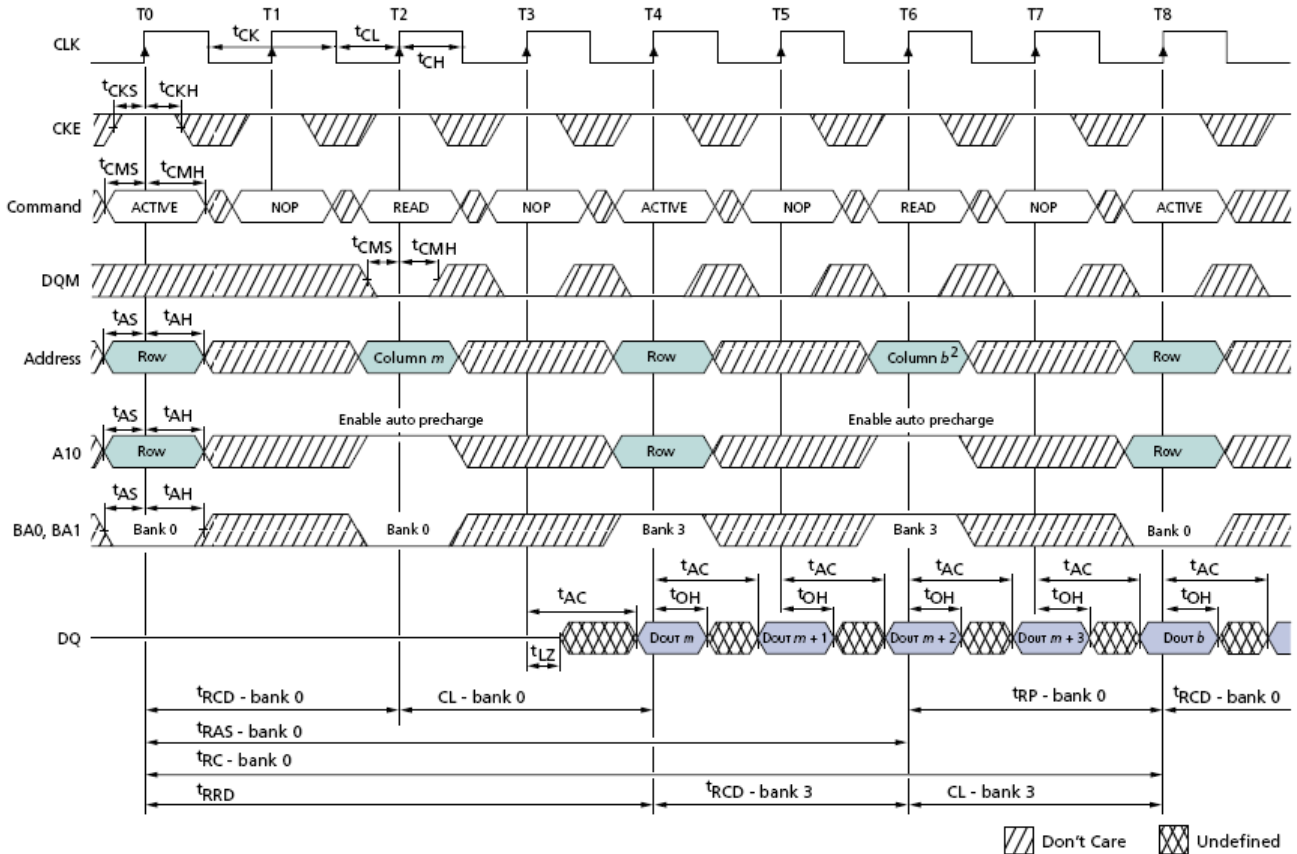 T0 T1 T2 T3 T4 T5 T6 T7 T8
CLK tCK tCL tCH
tCKS tCKH
CKE
tCMS tCMH
Command ACTIVE NOP READ NOP ACTIVE NOP READ NOP ACTIVE
tCMS tCMH
DQM
tAS tAH
Address Row Column m Row Column b2 Row
tAS tAH Enable auto precharge Enable auto precharge
A10 Row Row Row
tAS tAH
BA0, BA1 Bank 0 Bank 0 Bank 3 Bank 3 Bank 0
tAC tAC tAC tAC tAC tAC
tOH tOH tOH tOH tOH
DQ DOUT m DOUT m + 1 DOUT m + 2 DOUT m + 3 DOUT b
tLZ
tRCD - bank 0 CL - bank 0 tRP - bank 0 tRCD - bank 0
tRAS - bank 0
tRC - bank 0
tRRD tRCD - bank 3 CL - bank 3
Don't Care Undefined